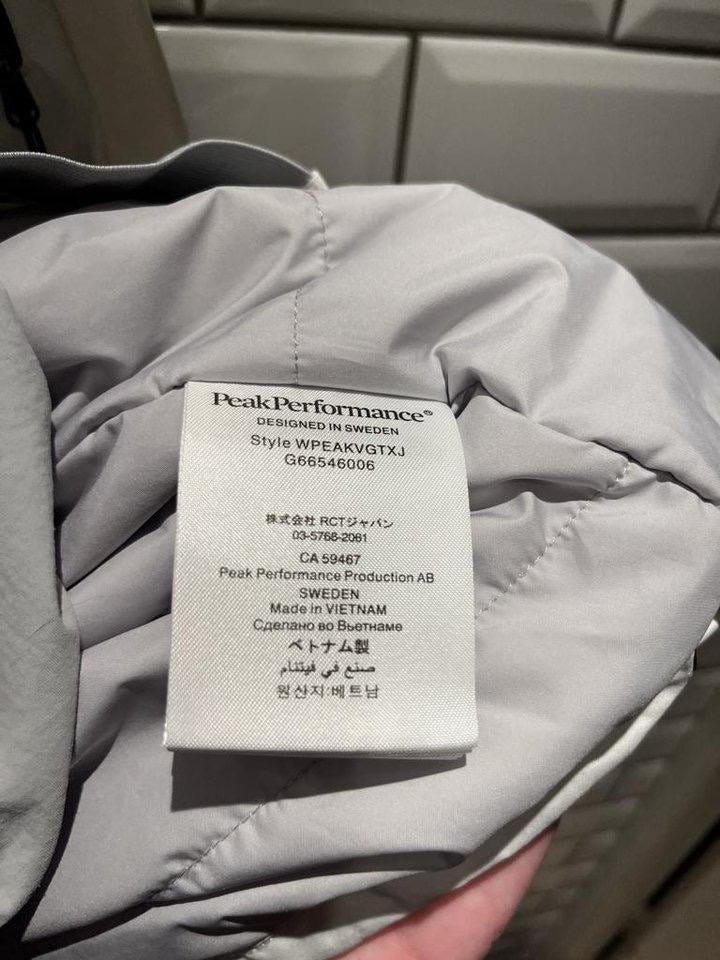 PeakPerformance®
DESIGNED IN SWEDEN
Style WPEAKVGTXJ
G66546006
株式会社 RCTジャパン
03-5766-2061
CA 59467
Peak Performance Production AB
SWEDEN
Made in VIETNAM
Сделано во Вьетнаме
ベトナム製
صنع في فيتنام
원산지:베트남